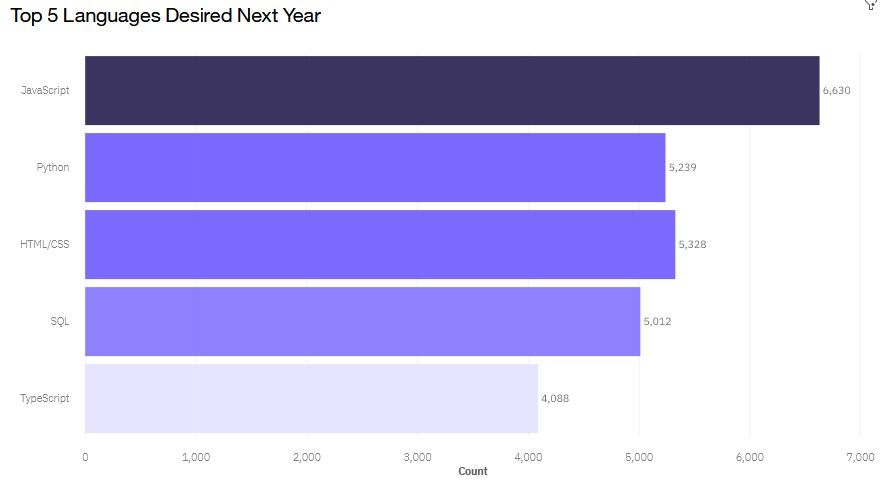 Top 5 Languages Desired Next Year
JavaScript 6,630
Python 5,239
HTML/CSS 5,328
SQL 5,012
TypeScript 4,088
0 1,000 2,000 3,000 4,000 5,000 6,000 7,000
Count